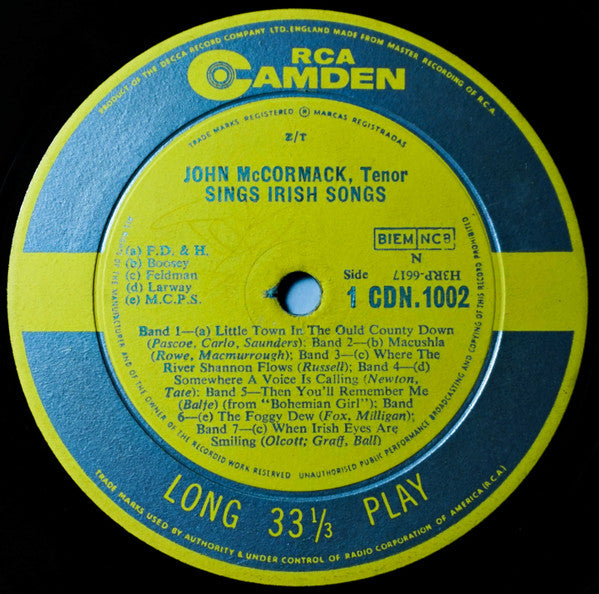 PRODUCT OF THE DECCA RECORD COMPANY LTD. ENGLAND MADE FROM MASTER RECORDING OF R.C.A.
RCA
CAMDEN
TRADE MARKS REGISTERED ® MARCAS REGISTRADAS
Z/T
JOHN McCORMACK, Tenor
SINGS IRISH SONGS
(a) F.D. & H.
(b) Boosey
(c) Feldman
(d) Larway
(e) M.C.P.S.
BIEM NCB
N
H3RP-6617
Side
1 CDN.1002
Band 1—(a) Little Town In The Ould County Down
(Pascoe, Carlo, Saunders); Band 2—(b) Macushla
(Rowe, Macmurrough); Band 3—(c) Where The
River Shannon Flows (Russell); Band 4—(d)
Somewhere A Voice Is Calling (Newton,
Tate); Band 5—Then You'll Remember Me
(Balfe) (from "Bohemian Girl"); Band
6—(e) The Foggy Dew (Fox, Milligan);
Band 7—(c) When Irish Eyes Are
Smiling (Olcott; Graff, Ball)
OF THE MANUFACTURER AND OF THE OWNER OF THE RECORDED WORK RESERVED UNAUTHORISED PUBLIC PERFORMANCE BROADCASTING AND COPYING OF THIS RECORD PROHIBITED
LONG 33 1/3 PLAY
TRADE MARKS USED BY AUTHORITY & UNDER CONTROL OF RADIO CORPORATION OF AMERICA (R.C.A.)